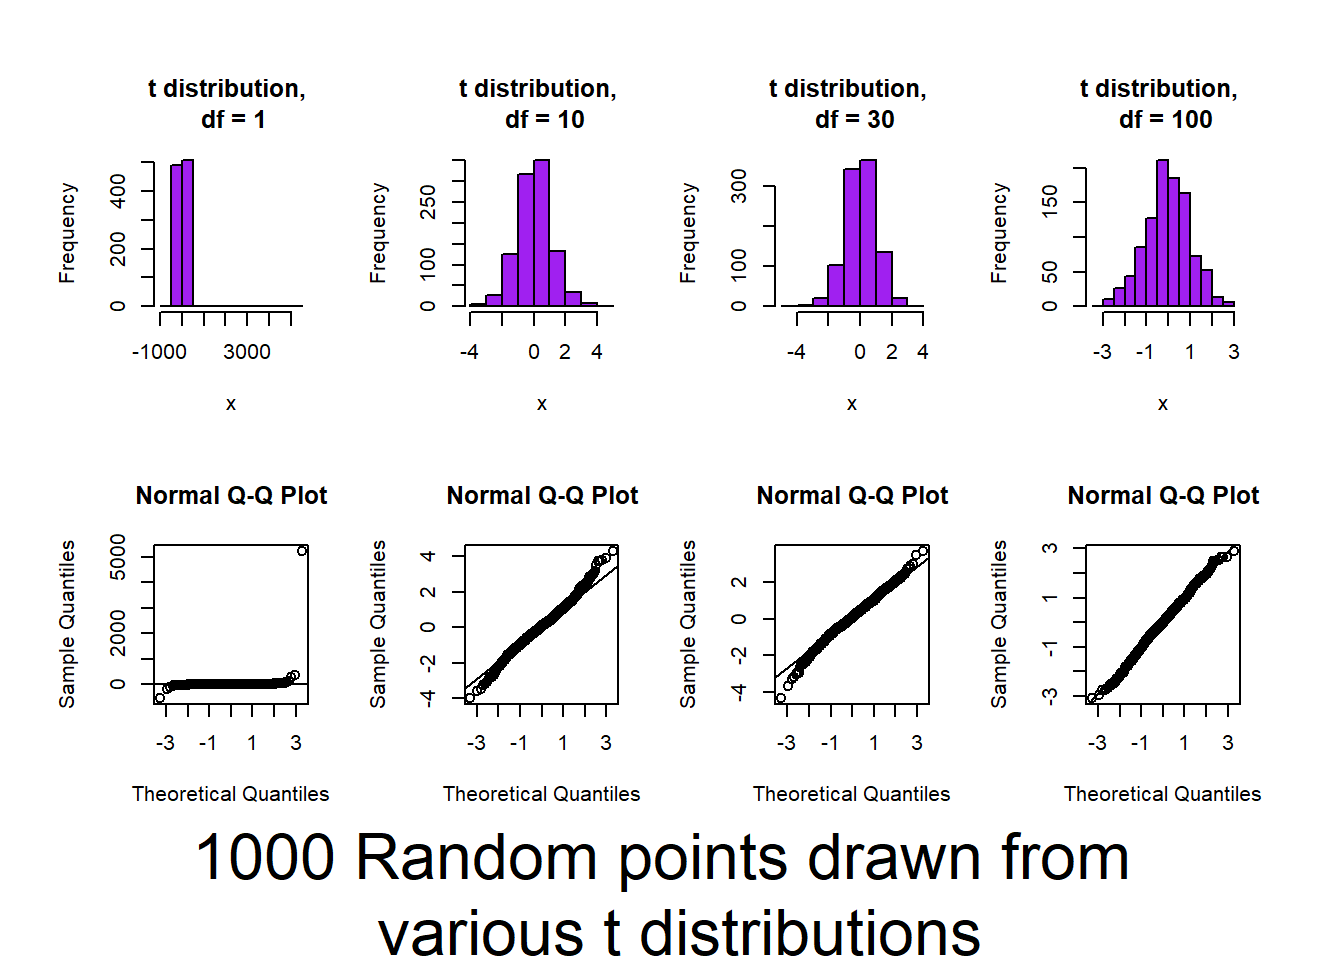 t distribution,
df = 1
t distribution,
df = 10
t distribution,
df = 30
t distribution,
df = 100
Frequency
0 200 400
-1000 3000
x
Frequency
0 100 250
-4 0 2 4
x
Frequency
0 100 300
-4 0 2 4
x
Frequency
0 50 150
-3 -1 1 3
x
Normal Q-Q Plot
Normal Q-Q Plot
Normal Q-Q Plot
Normal Q-Q Plot
Sample Quantiles
0 2000 5000
-3 -1 1 3
Theoretical Quantiles
Sample Quantiles
-4 -2 0 2 4
-3 -1 1 3
Theoretical Quantiles
Sample Quantiles
-4 -2 0 2
-3 -1 1 3
Theoretical Quantiles
Sample Quantiles
-3 -1 1 3
-3 -1 1 3
Theoretical Quantiles
1000 Random points drawn from
various t distributions